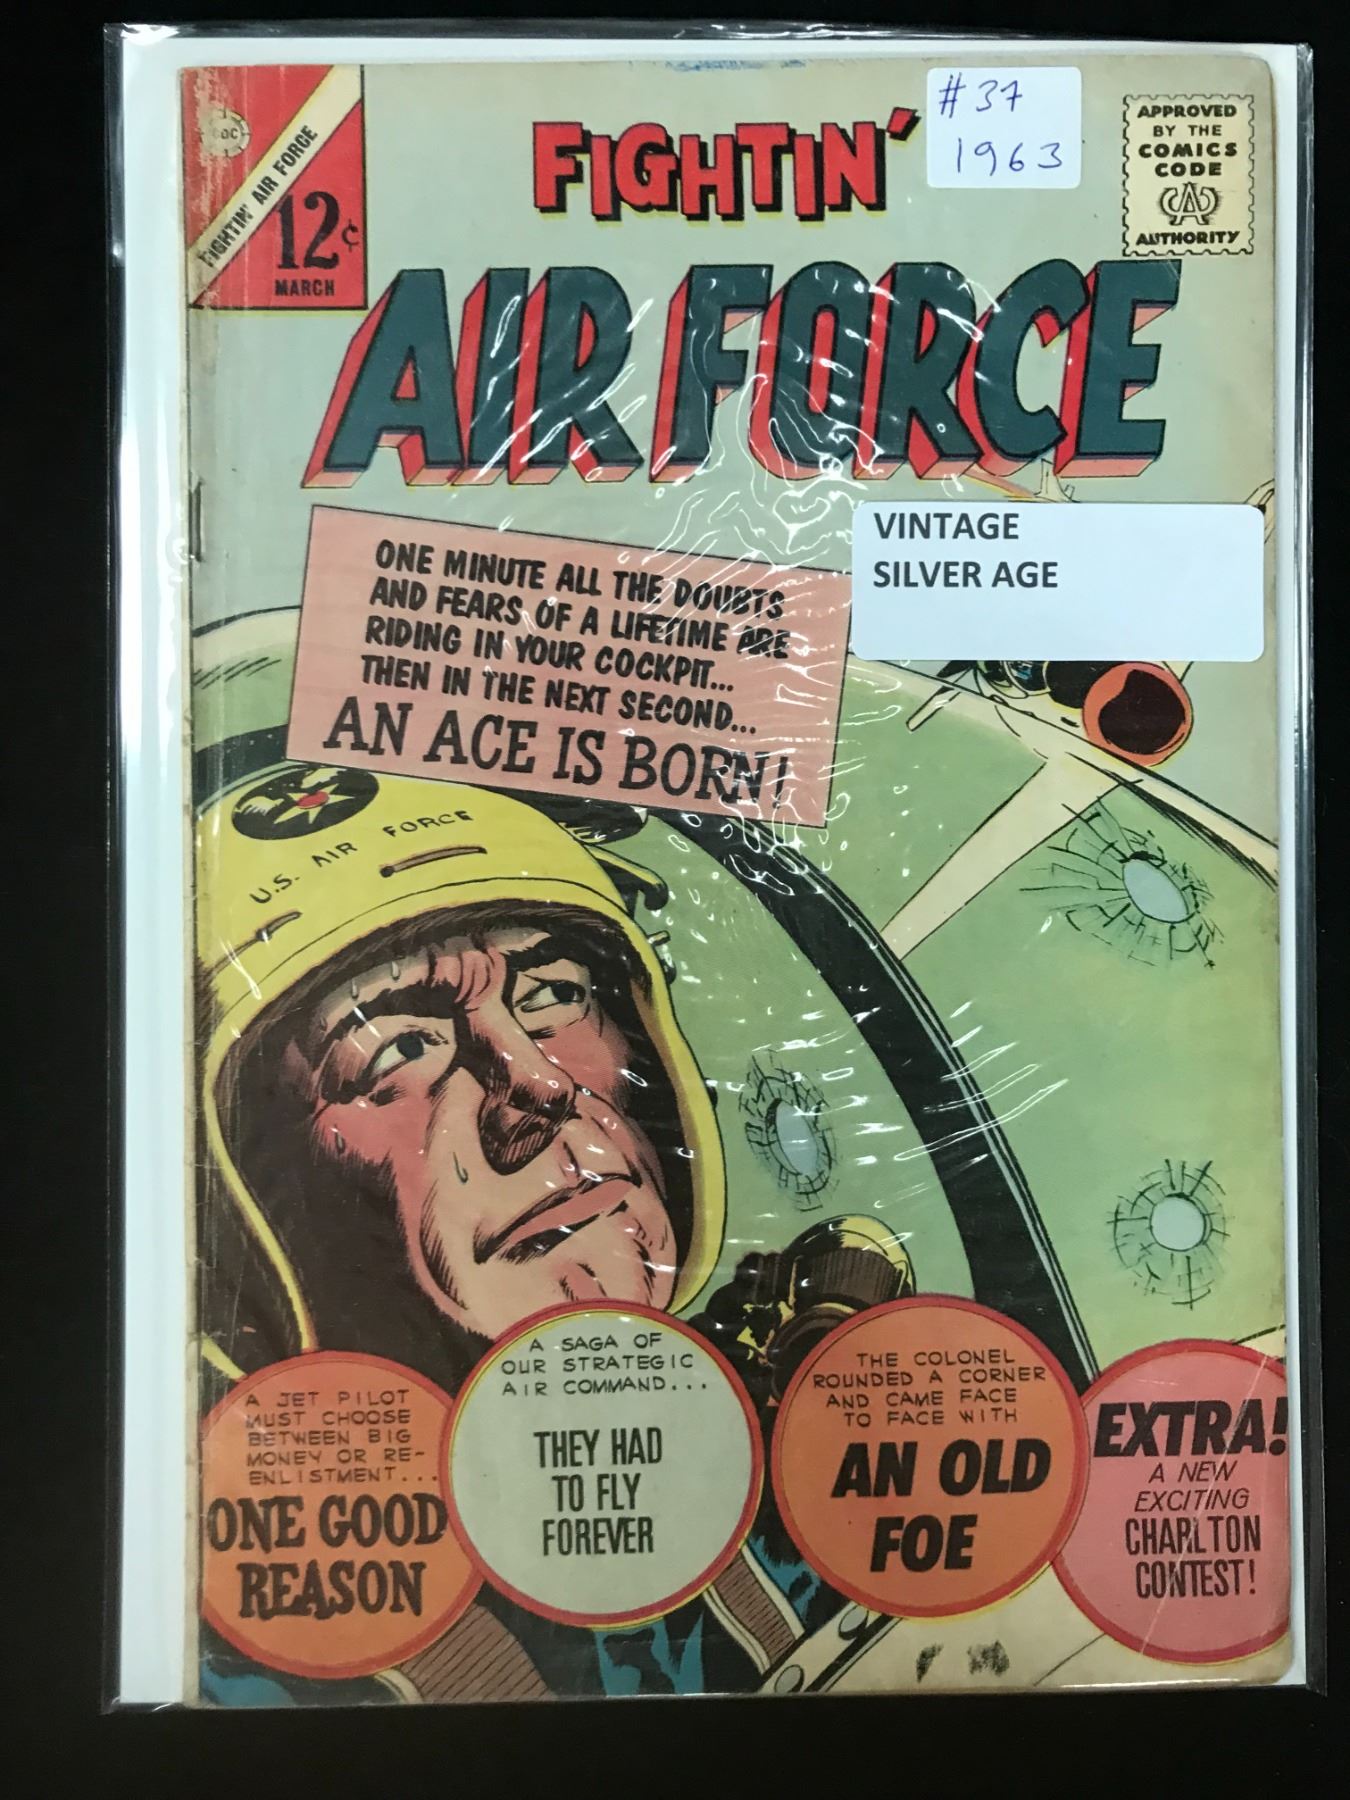 # 37
1963
CDC
FIGHTIN' AIR FORCE
12¢
MARCH
FIGHTIN'
AIR FORCE
APPROVED
BY THE
COMICS
CODE
CA
AUTHORITY
VINTAGE
SILVER AGE
ONE MINUTE ALL THE DOUBTS
AND FEARS OF A LIFETIME ARE
RIDING IN YOUR COCKPIT...
THEN IN THE NEXT SECOND...
AN ACE IS BORN!
U.S. AIR FORCE
A JET PILOT
MUST CHOOSE
BETWEEN BIG
MONEY OR RE-
ENLISTMENT...
ONE GOOD
REASON
A SAGA OF
OUR STRATEGIC
AIR COMMAND...
THEY HAD
TO FLY
FOREVER
THE COLONEL
ROUNDED A CORNER
AND CAME FACE
TO FACE WITH
AN OLD
FOE
EXTRA!
A NEW
EXCITING
CHARLTON
CONTEST!